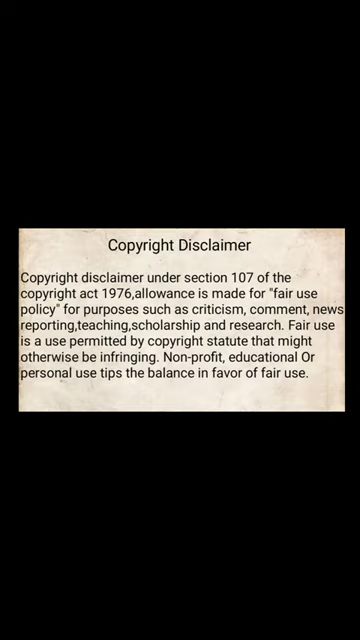 Copyright Disclaimer
Copyright disclaimer under section 107 of the
copyright act 1976,allowance is made for "fair use
policy" for purposes such as criticism, comment, news
reporting,teaching,scholarship and research. Fair use
is a use permitted by copyright statute that might
otherwise be infringing. Non-profit, educational Or
personal use tips the balance in favor of fair use.